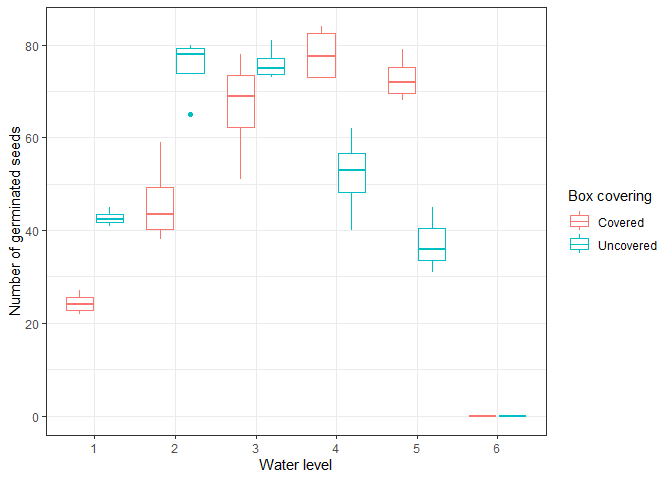 Number of germinated seeds
80
60
40
20
0
1 2 3 4 5 6
Water level
Box covering
Covered
Uncovered